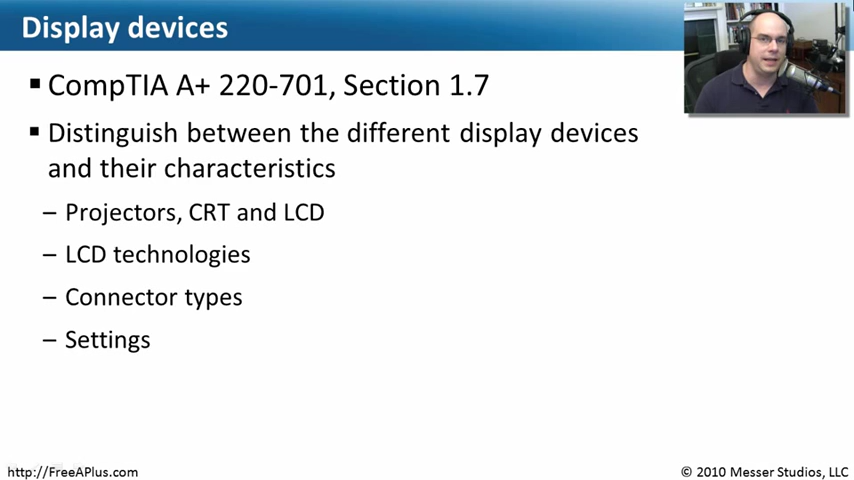 Display devices
▪ CompTIA A+ 220-701, Section 1.7
▪ Distinguish between the different display devices
and their characteristics
– Projectors, CRT and LCD
– LCD technologies
– Connector types
– Settings
http://FreeAPlus.com
© 2010 Messer Studios, LLC